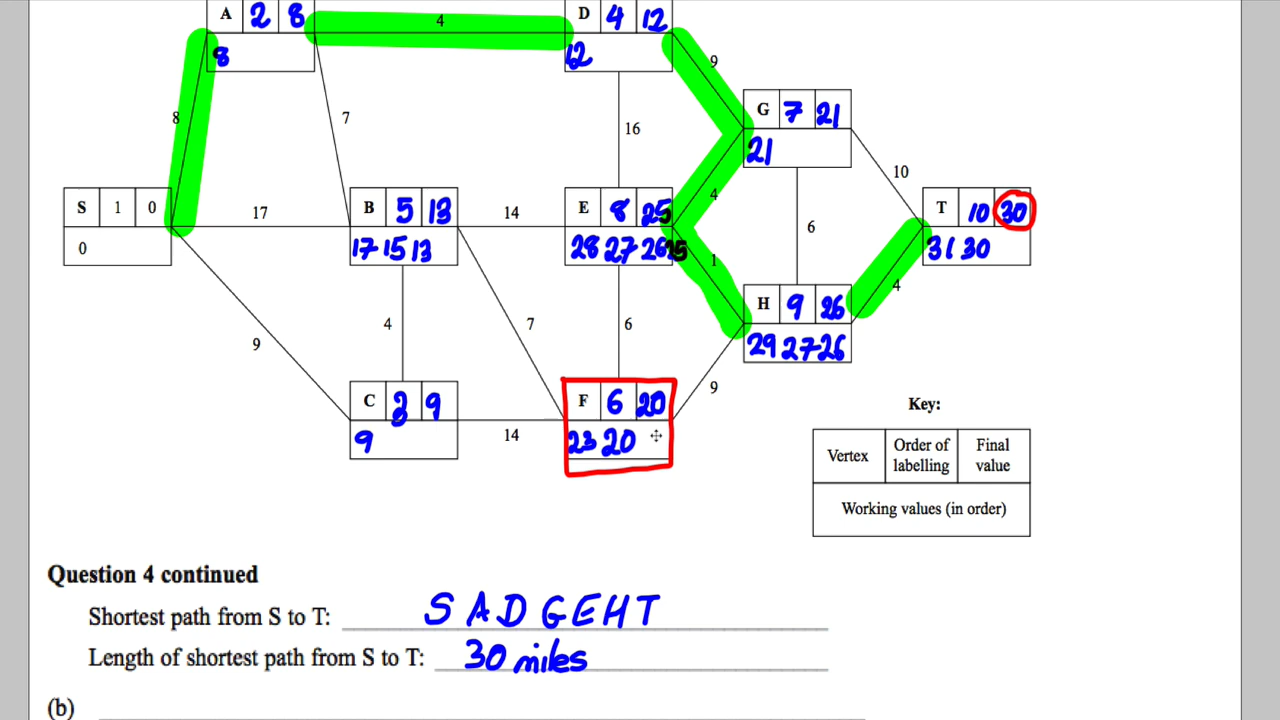 A 2 8
8
4
D 4 12
12
9
8
7
16
G 7 21
21
10
4
S 1 0
0
17
B 5 13
17 15 13
14
E 8 25
28 27 26 25
6
T 10 30
31 30
1
4
H 9 26
29 27 26
9
4
7
6
9
C 3 9
9
14
F 6 20
23 20
Key:
Vertex Order of labelling Final value
Working values (in order)
Question 4 continued
Shortest path from S to T: S A D G E H T
Length of shortest path from S to T: 30 miles
(b)